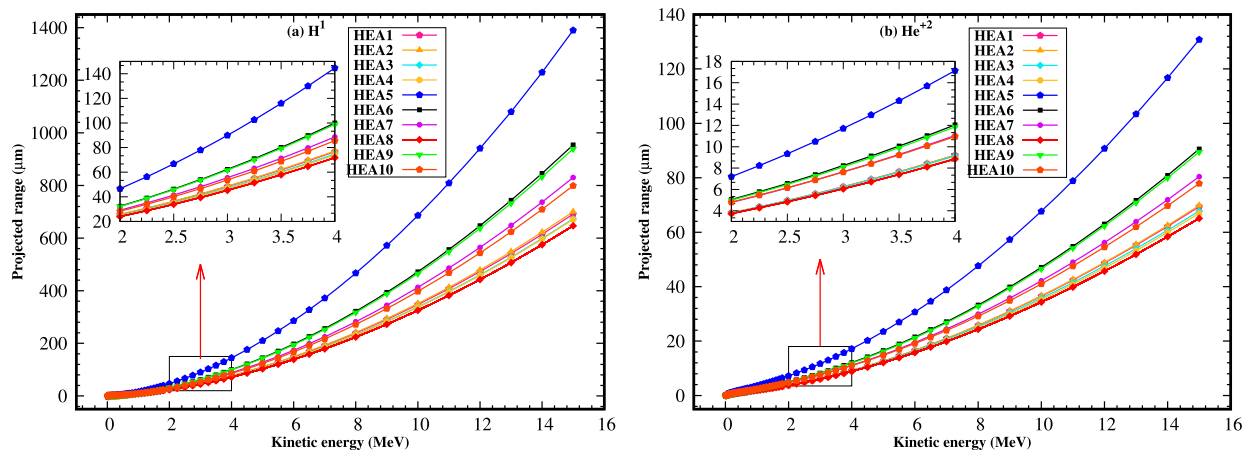 (a) H1
HEA1
HEA2
HEA3
HEA4
HEA5
HEA6
HEA7
HEA8
HEA9
HEA10
1400
1200
1000
800
600
400
200
0
140
120
100
80
60
40
20
2
2.5
3
3.5
4
0
2
4
6
8
10
12
14
16
Projected range (μm)
Kinetic energy (MeV)
(b) He+2
HEA1
HEA2
HEA3
HEA4
HEA5
HEA6
HEA7
HEA8
HEA9
HEA10
140
120
100
80
60
40
20
0
18
16
14
12
10
8
6
4
2
2.5
3
3.5
4
0
2
4
6
8
10
12
14
16
Projected range (μm)
Kinetic energy (MeV)